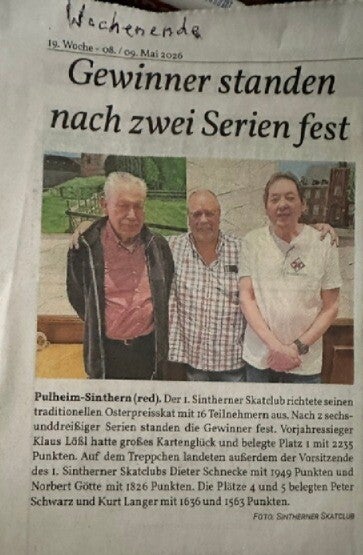 Wochenende
19. Woche - 08. / 09. Mai 2026
Gewinner standen
nach zwei Serien fest
Pulheim-Sinthern (red). Der 1. Sintherner Skatclub richtete seinen
traditionellen Osterpreisskat mit 16 Teilnehmern aus. Nach 2 sechs-
unddreißiger Serien standen die Gewinner fest. Vorjahressieger
Klaus Lößl hatte großes Kartenglück und belegte Platz 1 mit 2235
Punkten. Auf dem Treppchen landeten außerdem der Vorsitzende
des 1. Sintherner Skatclubs Dieter Schnecke mit 1949 Punkten und
Norbert Götte mit 1826 Punkten. Die Plätze 4 und 5 belegten Peter
Schwarz und Kurt Langer mit 1636 und 1563 Punkten.
FOTO: SINTHERNER SKATCLUB